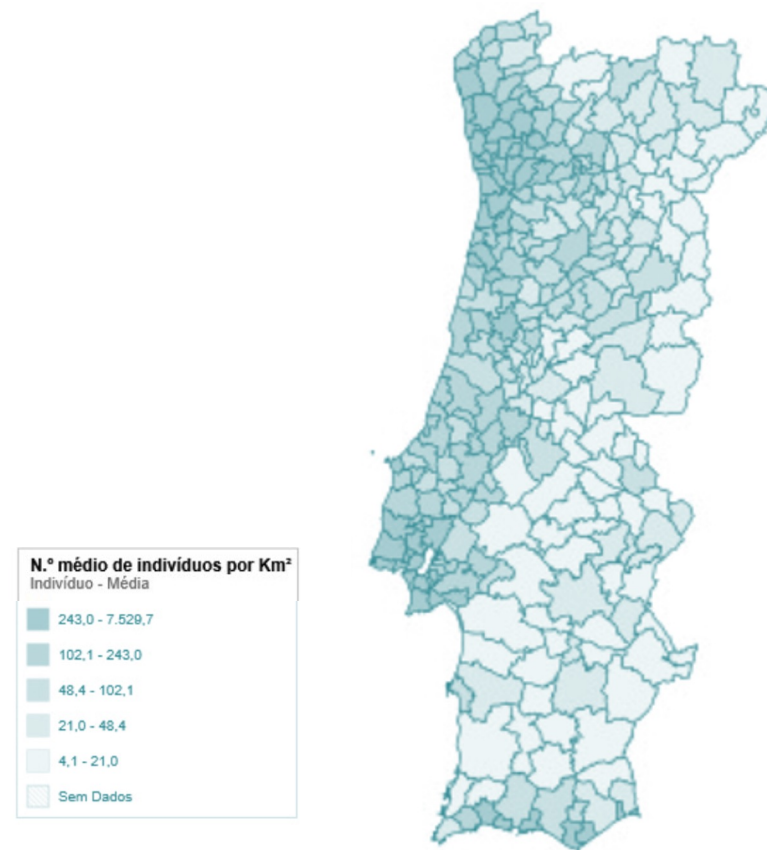 N.º médio de indivíduos por Km²
Indivíduo - Média
243,0 - 7.529,7
102,1 - 243,0
48,4 - 102,1
21,0 - 48,4
4,1 - 21,0
Sem Dados